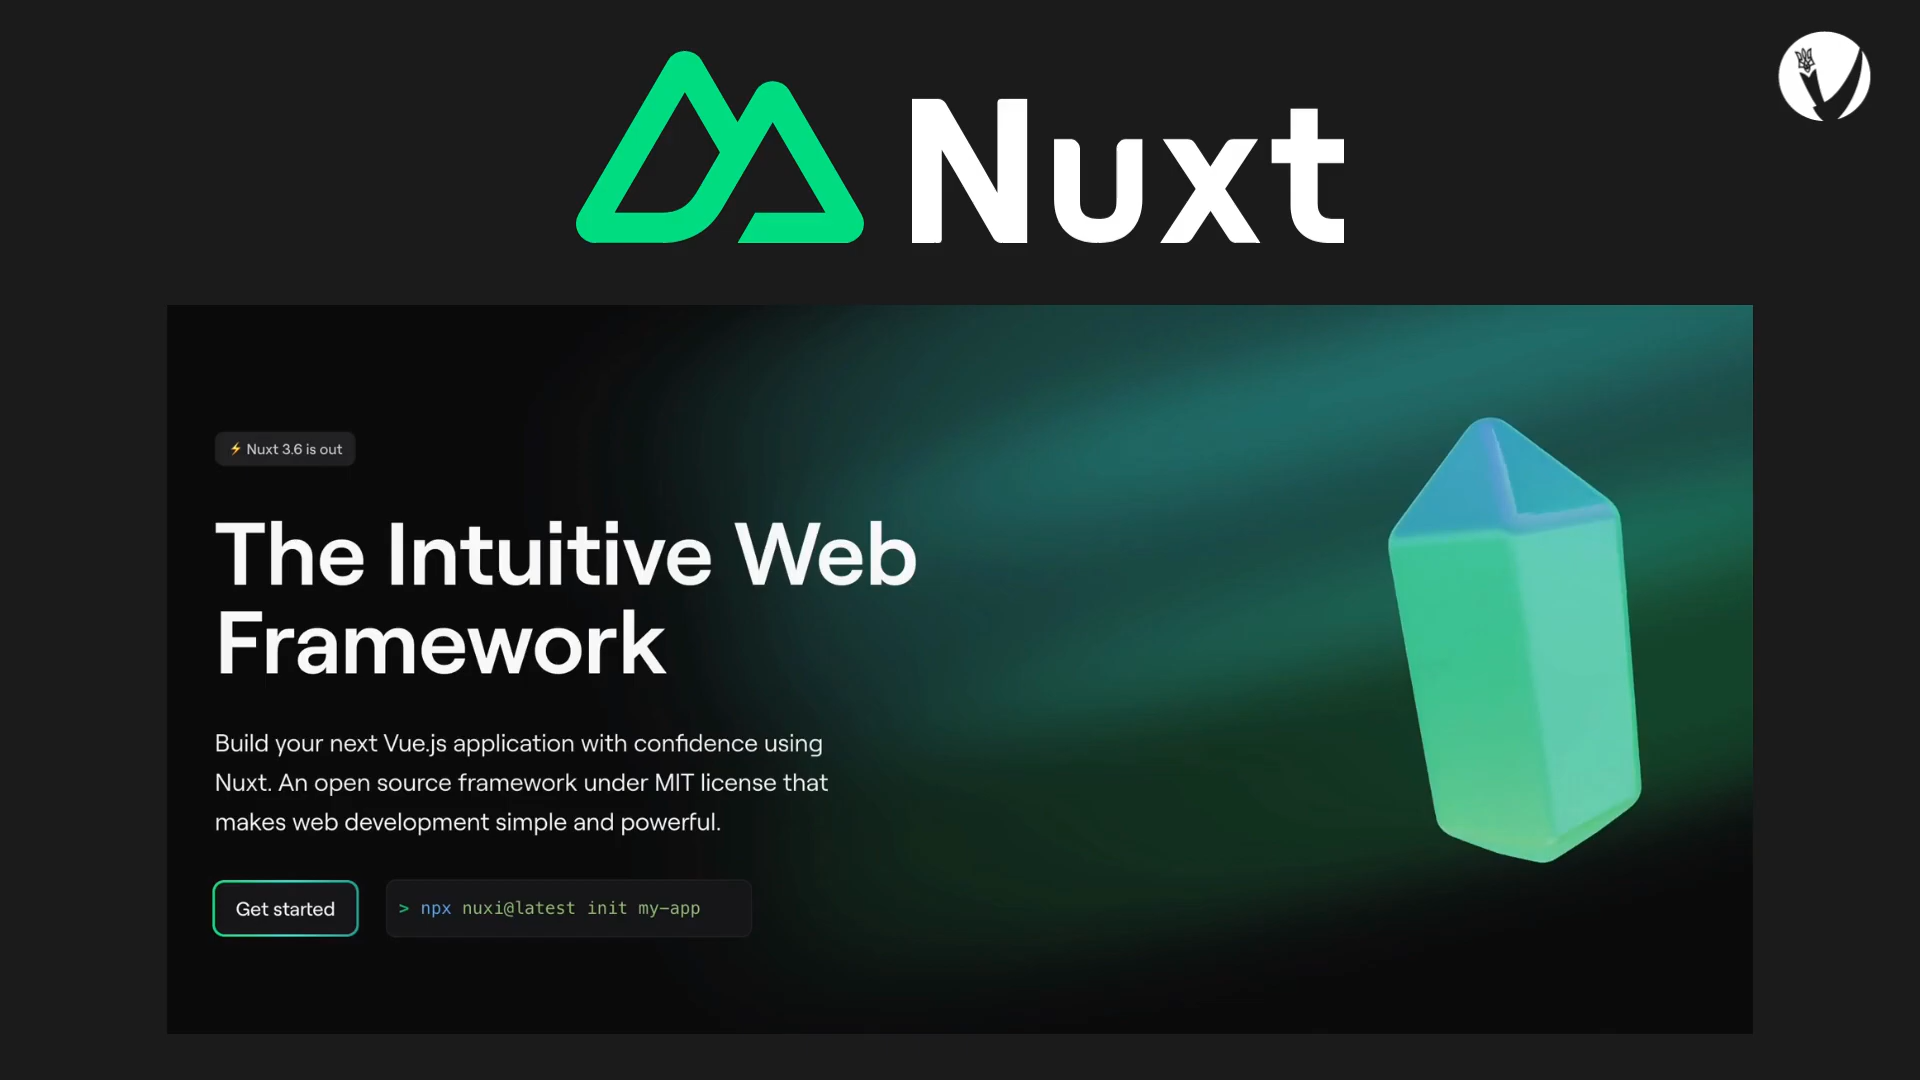 Nuxt
⚡ Nuxt 3.6 is out
The Intuitive Web
Framework
Build your next Vue.js application with confidence using
Nuxt. An open source framework under MIT license that
makes web development simple and powerful.
Get started
> npx nuxi@latest init my-app